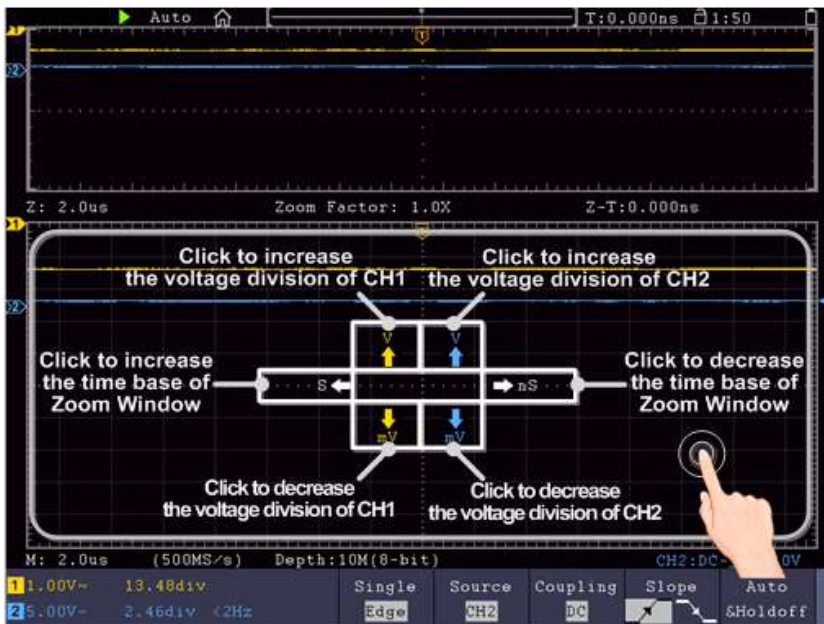 Auto T:0.000ns 1:50
1
T
2
Z: 2.0us Zoom Factor: 1.0X Z-T:0.000ns
1
Click to increase
the voltage division of CH1
Click to increase
the voltage division of CH2
2
V V
Click to increase
the time base of
Zoom Window
S nS
Click to decrease
the time base of
Zoom Window
mV mV
Click to decrease
the voltage division of CH1
Click to decrease
the voltage division of CH2
M: 2.0us (500MS/s) Depth:10M(8-bit) CH2:DC- 0V
1 1.00V~ 13.48div
2 5.00V- 2.46div <2Hz
Single
Edge
Source
CH2
Coupling
DC
Slope
Auto
&Holdoff